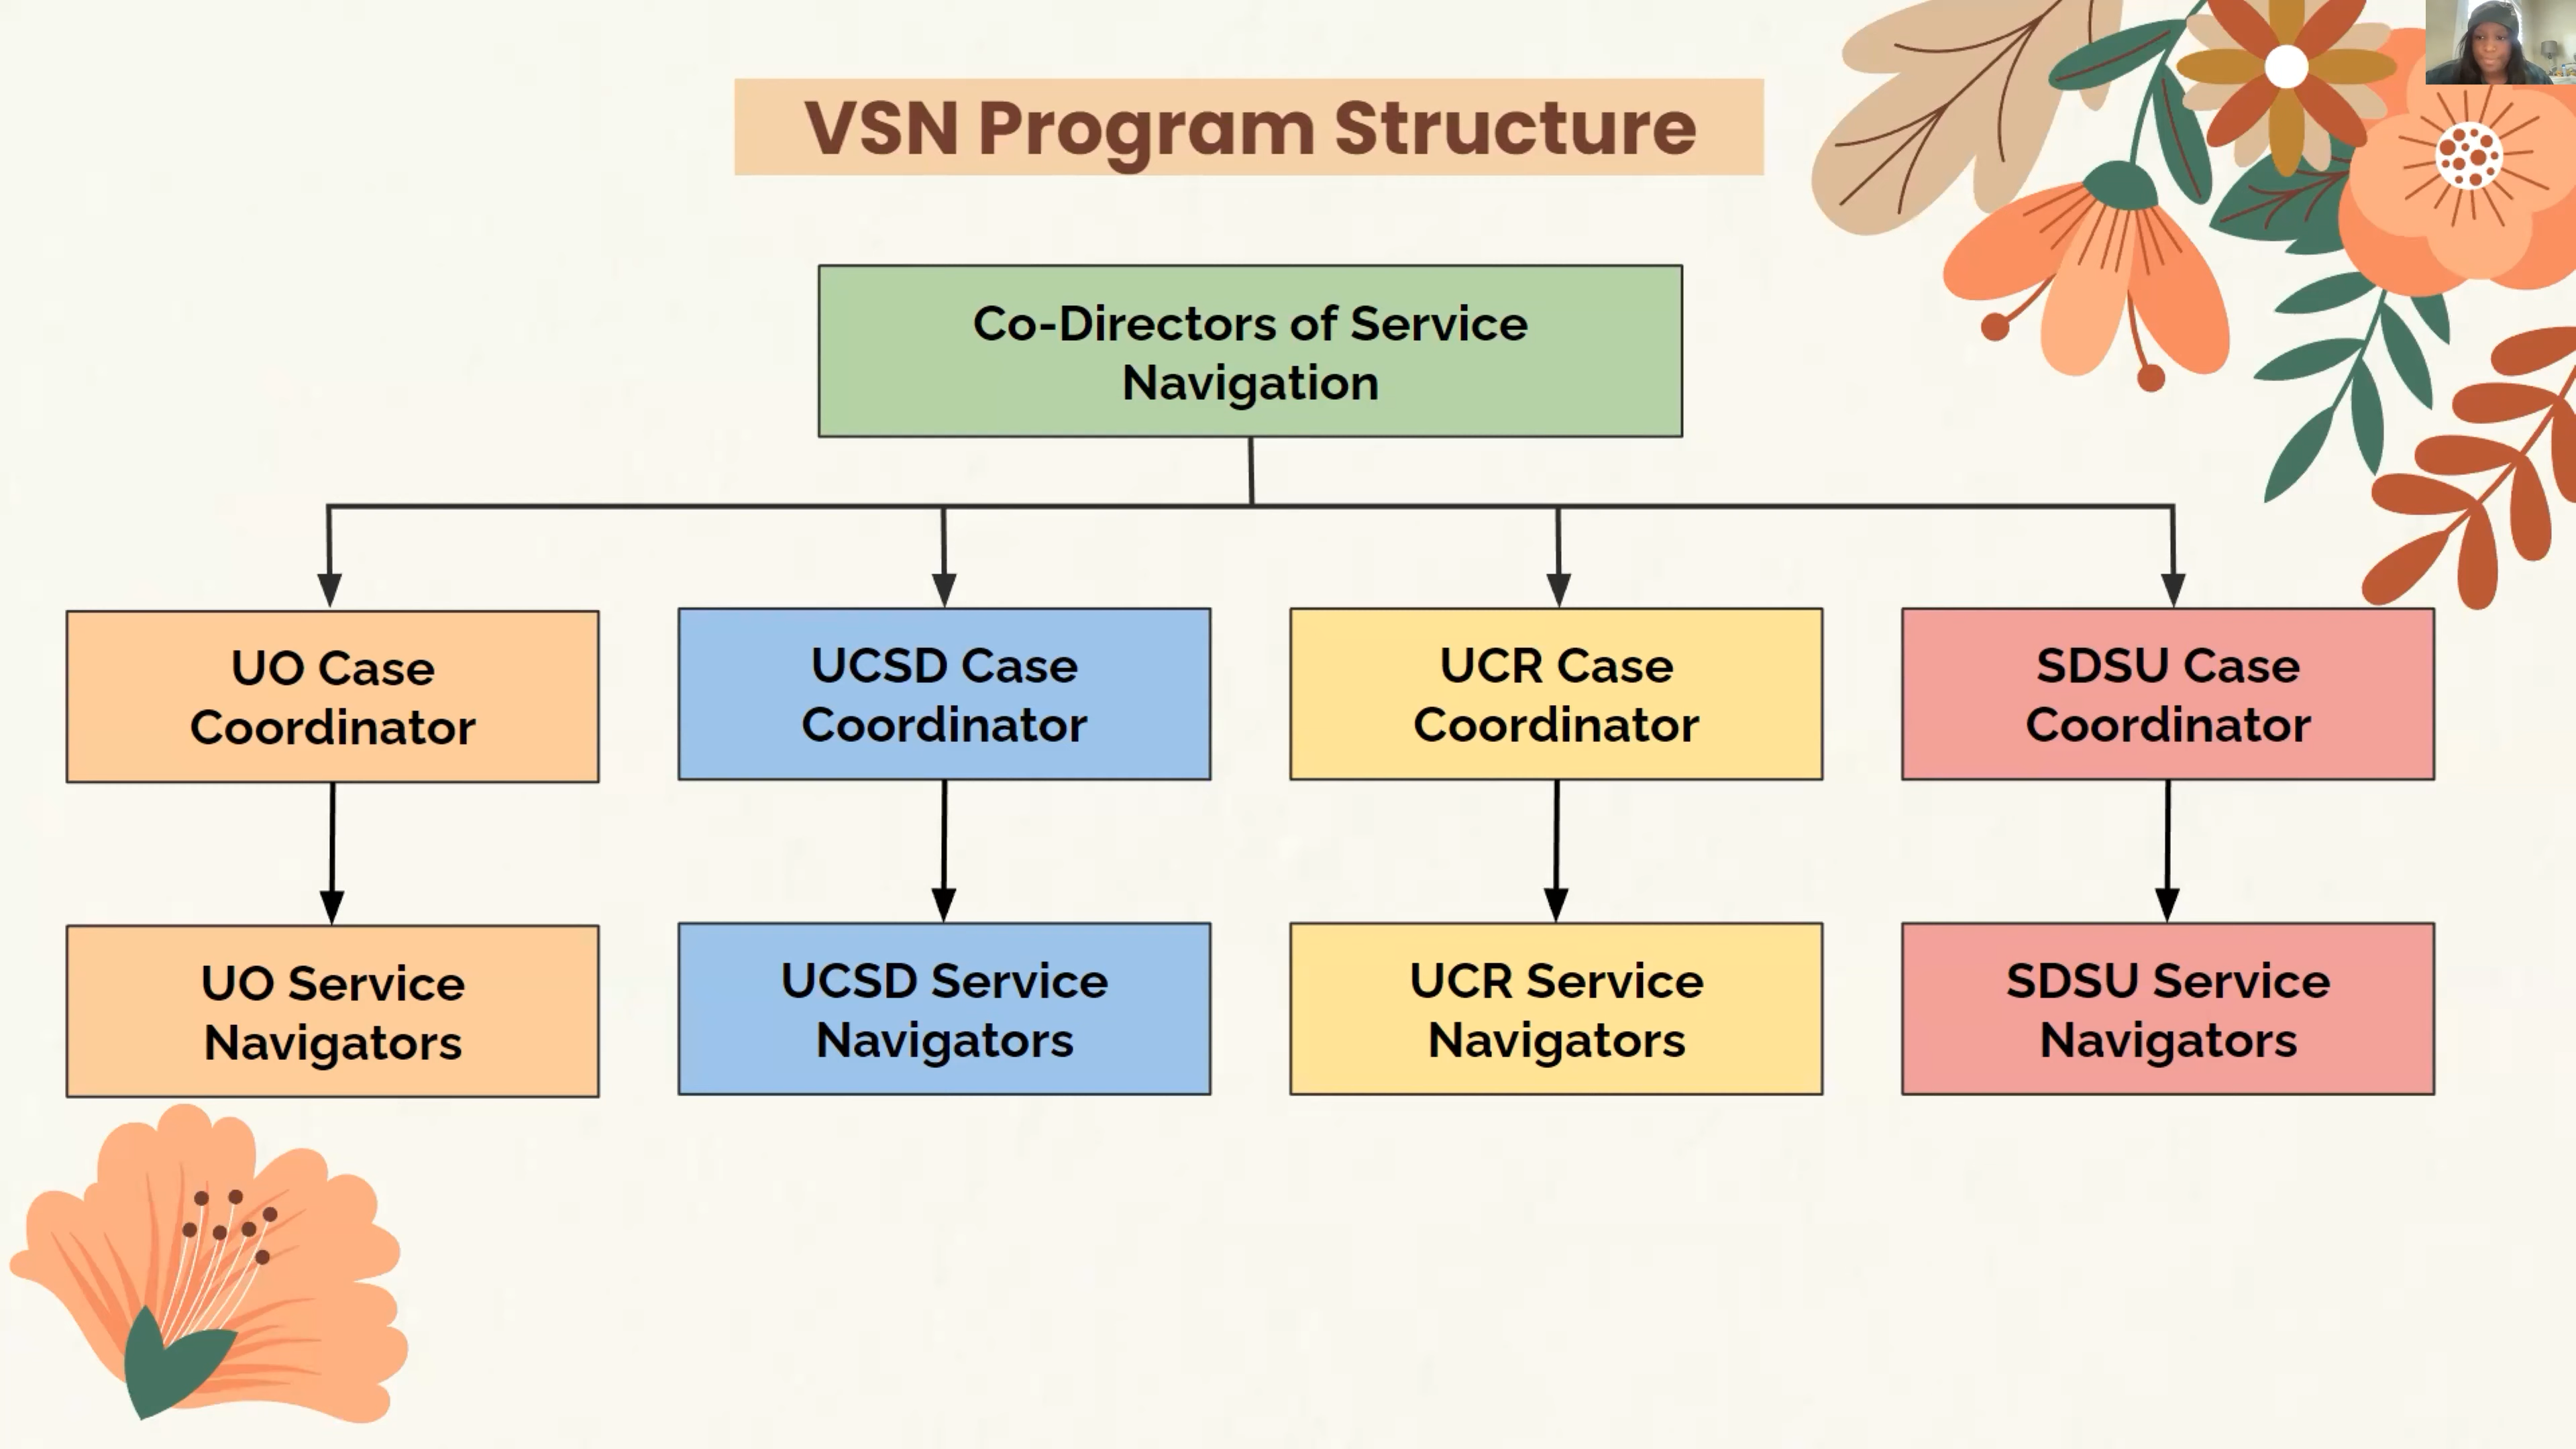 VSN Program Structure
Co-Directors of Service
Navigation
UO Case
Coordinator
UCSD Case
Coordinator
UCR Case
Coordinator
SDSU Case
Coordinator
UO Service
Navigators
UCSD Service
Navigators
UCR Service
Navigators
SDSU Service
Navigators